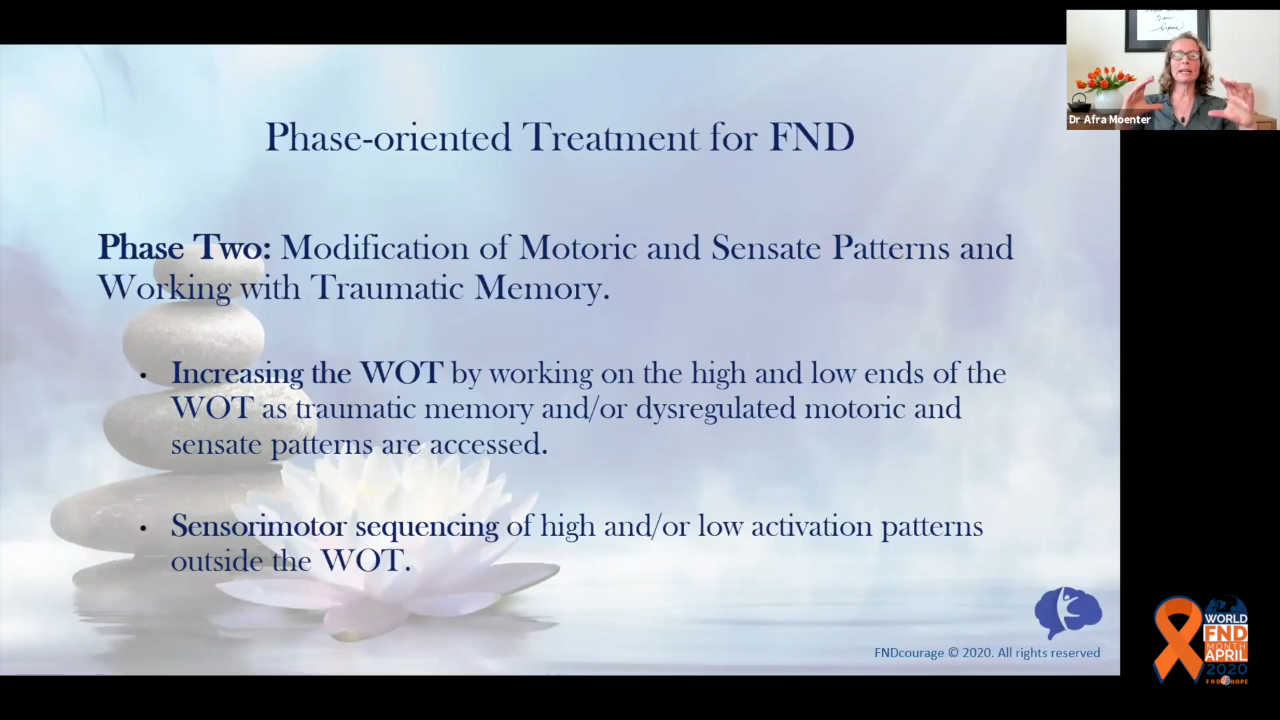 Phase-oriented Treatment for FND
Phase Two: Modification of Motoric and Sensate Patterns and
Working with Traumatic Memory.
• Increasing the WOT by working on the high and low ends of the
WOT as traumatic memory and/or dysregulated motoric and
sensate patterns are accessed.
• Sensorimotor sequencing of high and/or low activation patterns
outside the WOT.
FNDcourage © 2020. All rights reserved
Dr Afra Moenter
WORLD
FND
MONTH
APRIL
2020
FND HOPE